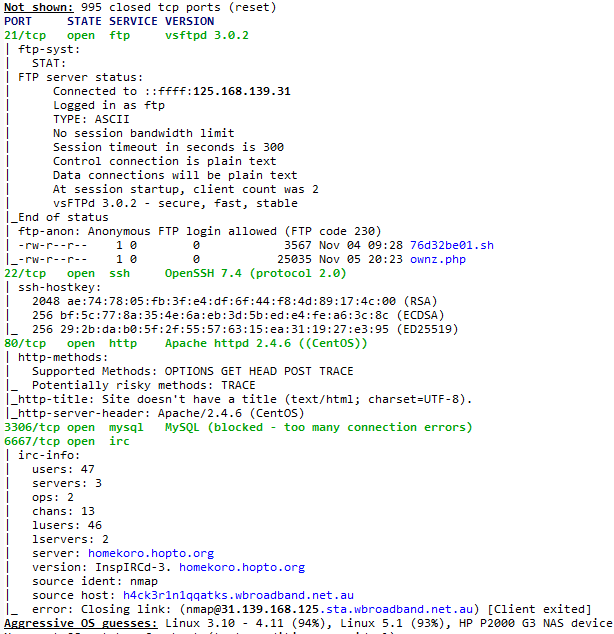 Not shown: 995 closed tcp ports (reset)
PORT     STATE SERVICE VERSION
21/tcp   open  ftp     vsftpd 3.0.2
| ftp-syst:
|   STAT:
| FTP server status:
|      Connected to ::ffff:125.168.139.31
|      Logged in as ftp
|      TYPE: ASCII
|      No session bandwidth limit
|      Session timeout in seconds is 300
|      Control connection is plain text
|      Data connections will be plain text
|      At session startup, client count was 2
|      vsFTPd 3.0.2 - secure, fast, stable
|_End of status
| ftp-anon: Anonymous FTP login allowed (FTP code 230)
| -rw-r--r--    1 0        0            3567 Nov 04 09:28 76d32be01.sh
|_-rw-r--r--    1 0        0           25035 Nov 05 20:23 ownz.php
22/tcp   open  ssh     OpenSSH 7.4 (protocol 2.0)
| ssh-hostkey:
|   2048 ae:74:78:05:fb:3f:e4:df:6f:44:f8:4d:89:17:4c:00 (RSA)
|   256 bf:5c:77:8a:35:4e:6a:eb:3d:5b:ed:e4:fe:a6:3c:8c (ECDSA)
|_  256 29:2b:da:b0:5f:2f:55:57:63:15:ea:31:19:27:e3:95 (ED25519)
80/tcp   open  http    Apache httpd 2.4.6 ((CentOS))
| http-methods:
|   Supported Methods: OPTIONS GET HEAD POST TRACE
|_  Potentially risky methods: TRACE
|_http-title: Site doesn't have a title (text/html; charset=UTF-8).
|_http-server-header: Apache/2.4.6 (CentOS)
3306/tcp open  mysql   MySQL (blocked - too many connection errors)
6667/tcp open  irc
| irc-info:
|   users: 47
|   servers: 3
|   ops: 2
|   chans: 13
|   lusers: 46
|   lservers: 2
|   server: homekoro.hopto.org
|   version: InspIRCd-3. homekoro.hopto.org
|   source ident: nmap
|   source host: h4ck3r1n1qqatks.wbroadband.net.au
|_  error: Closing link: (nmap@31.139.168.125.sta.wbroadband.net.au) [Client exited]
Aggressive OS guesses: Linux 3.10 - 4.11 (94%), Linux 5.1 (93%), HP P2000 G3 NAS device